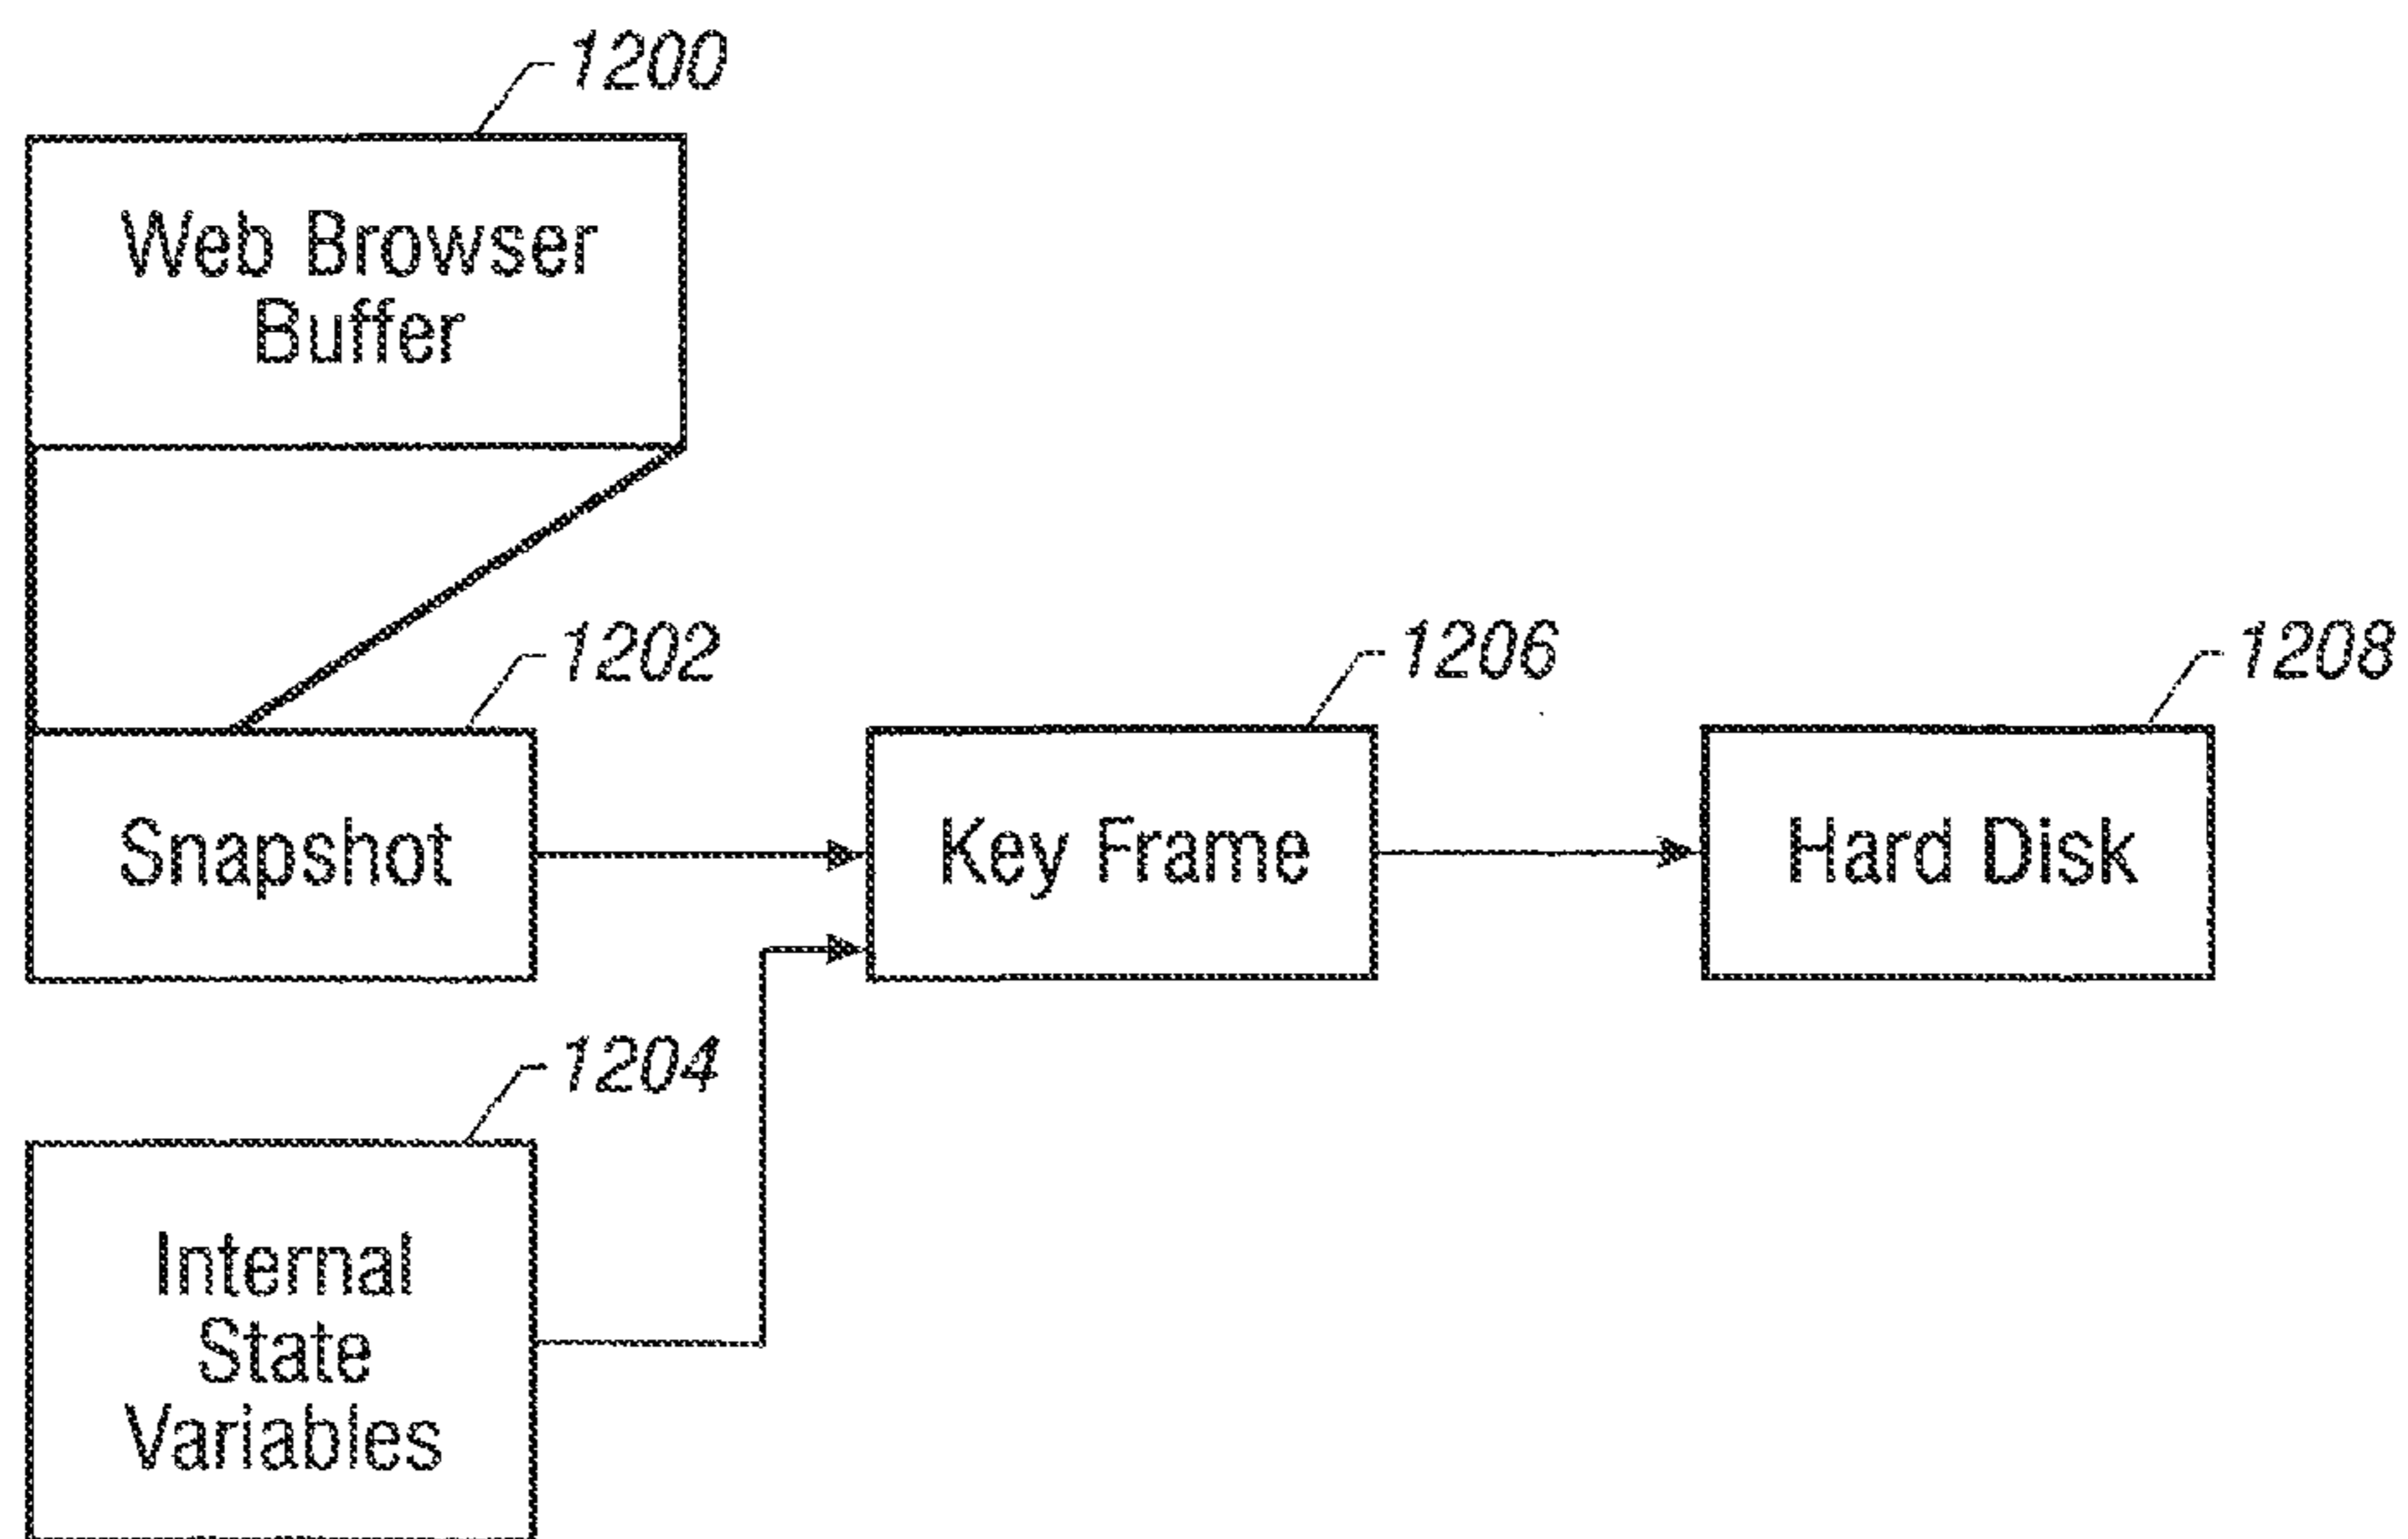 1200
Web Browser
Buffer
1202
1206
1208
Snapshot
Key Frame
Hard Disk
1204
Internal
State
Variables